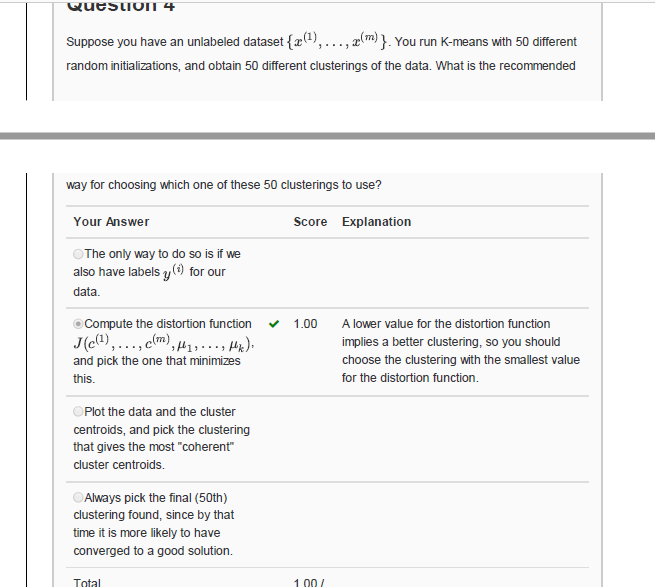 Question 4
Suppose you have an unlabeled dataset {x^(1), ..., x^(m)}. You run K-means with 50 different
random initializations, and obtain 50 different clusterings of the data. What is the recommended
way for choosing which one of these 50 clusterings to use?
Your Answer Score Explanation
The only way to do so is if we
also have labels y^(i) for our
data.
Compute the distortion function ✔ 1.00 A lower value for the distortion function
J(c^(1), ..., c^(m), μ_1, ..., μ_k), implies a better clustering, so you should
and pick the one that minimizes choose the clustering with the smallest value
this. for the distortion function.
Plot the data and the cluster
centroids, and pick the clustering
that gives the most "coherent"
cluster centroids.
Always pick the final (50th)
clustering found, since by that
time it is more likely to have
converged to a good solution.
Total 1.00 /